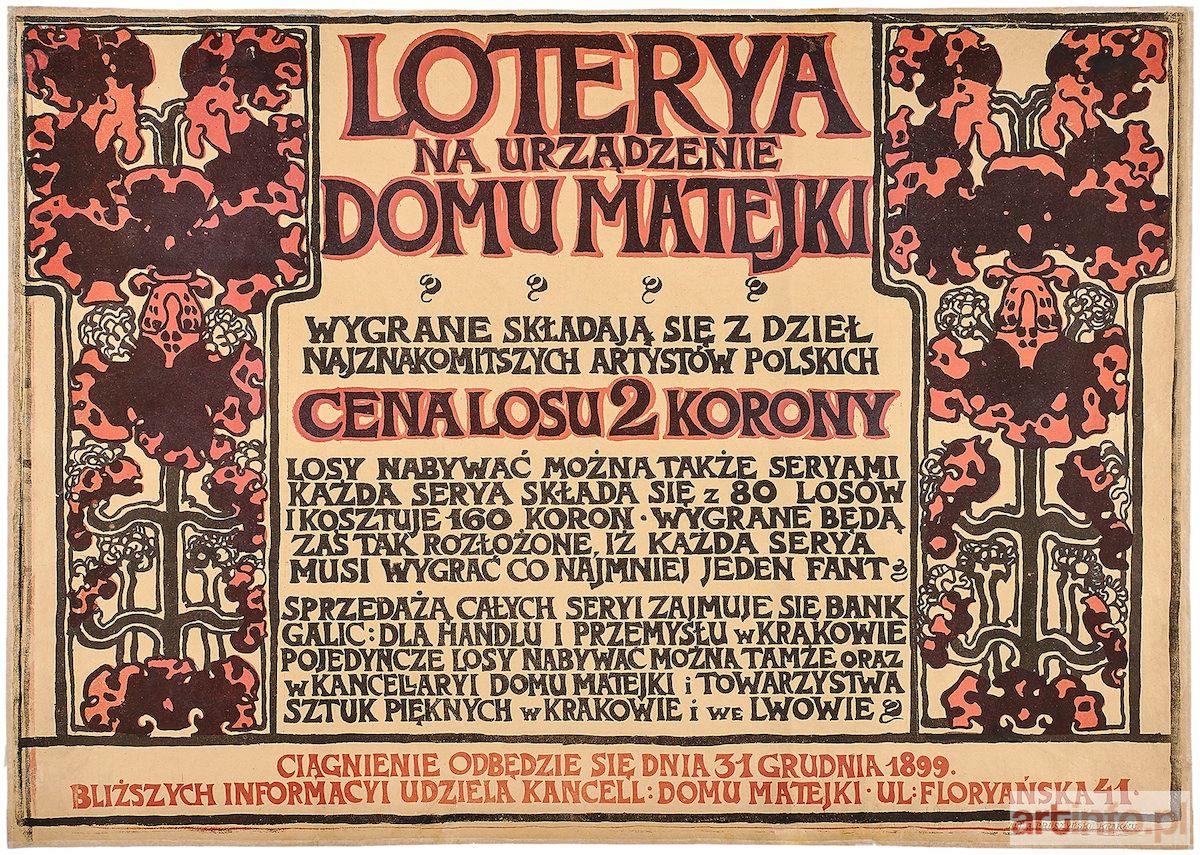 LOTERYA
NA URZĄDZENIE
DOMU MATEJKI
WYGRANE SKŁADAJĄ SIĘ Z DZIEŁ
NAJZNAKOMITSZYCH ARTYSTÓW POLSKICH
CENA LOSU 2 KORONY
LOSY NABYWAĆ MOŻNA TAKŻE SERYAMI
KAŻDA SERYA SKŁADA SIĘ z 80 LOSÓW
I KOSZTUJE 160 KORON · WYGRANE BĘDĄ
ZAŚ TAK ROZŁOŻONE, IŻ KAŻDA SERYA
MUSI WYGRAĆ CO NAJMNIEJ JEDEN FANT
SPRZEDAŻĄ CAŁYCH SERYI ZAJMUJE SIĘ BANK
GALIC: DLA HANDLU I PRZEMYSŁU w KRAKOWIE
POJEDYNCZE LOSY NABYWAĆ MOŻNA TAMŻE ORAZ
w KANCELLARYI DOMU MATEJKI i TOWARZYSTWA
SZTUK PIĘKNYCH w KRAKOWIE i WE LWOWIE
CIĄGNIENIE ODBĘDZIE SIĘ DNIA 31 GRUDNIA 1899.
BLIŻSZYCH INFORMACYI UDZIELA KANCELL: DOMU MATEJKI · UL: FLORYAŃSKA 41·
artinfo.pl